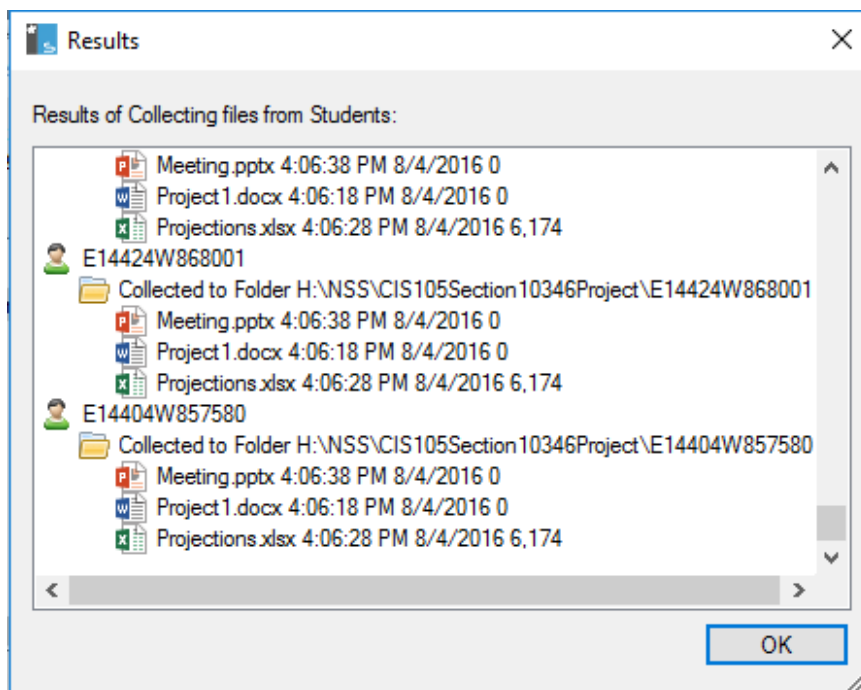 Results
Results of Collecting files from Students:
Meeting.pptx 4:06:38 PM 8/4/2016 0
Project1.docx 4:06:18 PM 8/4/2016 0
Projections.xlsx 4:06:28 PM 8/4/2016 6,174
E14424W868001
Collected to Folder H:\NSS\CIS105Section10346Project\E14424W868001
Meeting.pptx 4:06:38 PM 8/4/2016 0
Project1.docx 4:06:18 PM 8/4/2016 0
Projections.xlsx 4:06:28 PM 8/4/2016 6,174
E14404W857580
Collected to Folder H:\NSS\CIS105Section10346Project\E14404W857580
Meeting.pptx 4:06:38 PM 8/4/2016 0
Project1.docx 4:06:18 PM 8/4/2016 0
Projections.xlsx 4:06:28 PM 8/4/2016 6,174
OK